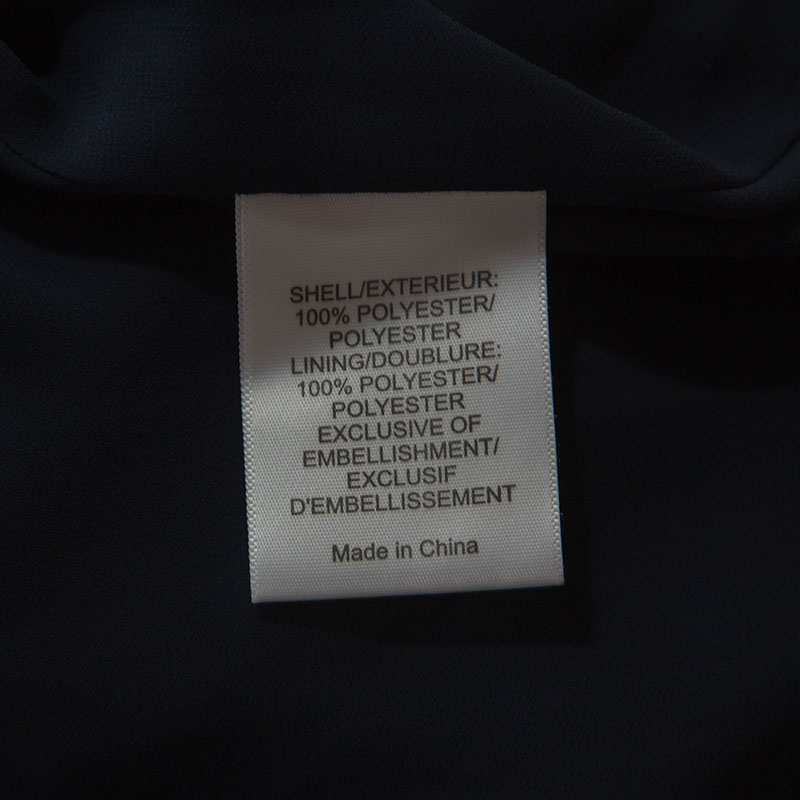 SHELL/EXTERIEUR:
100% POLYESTER/
POLYESTER
LINING/DOUBLURE:
100% POLYESTER/
POLYESTER
EXCLUSIVE OF
EMBELLISHMENT/
EXCLUSIF
D'EMBELLISSEMENT
Made in China